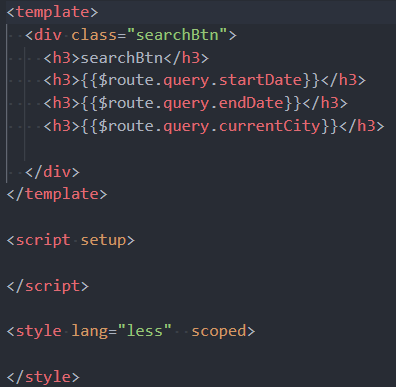 <template>
  <div class="searchBtn">
    <h3>searchBtn</h3>
    <h3>{{$route.query.startDate}}</h3>
    <h3>{{$route.query.endDate}}</h3>
    <h3>{{$route.query.currentCity}}</h3>

  </div>
</template>

<script setup>

</script>

<style lang="less"  scoped>

</style>